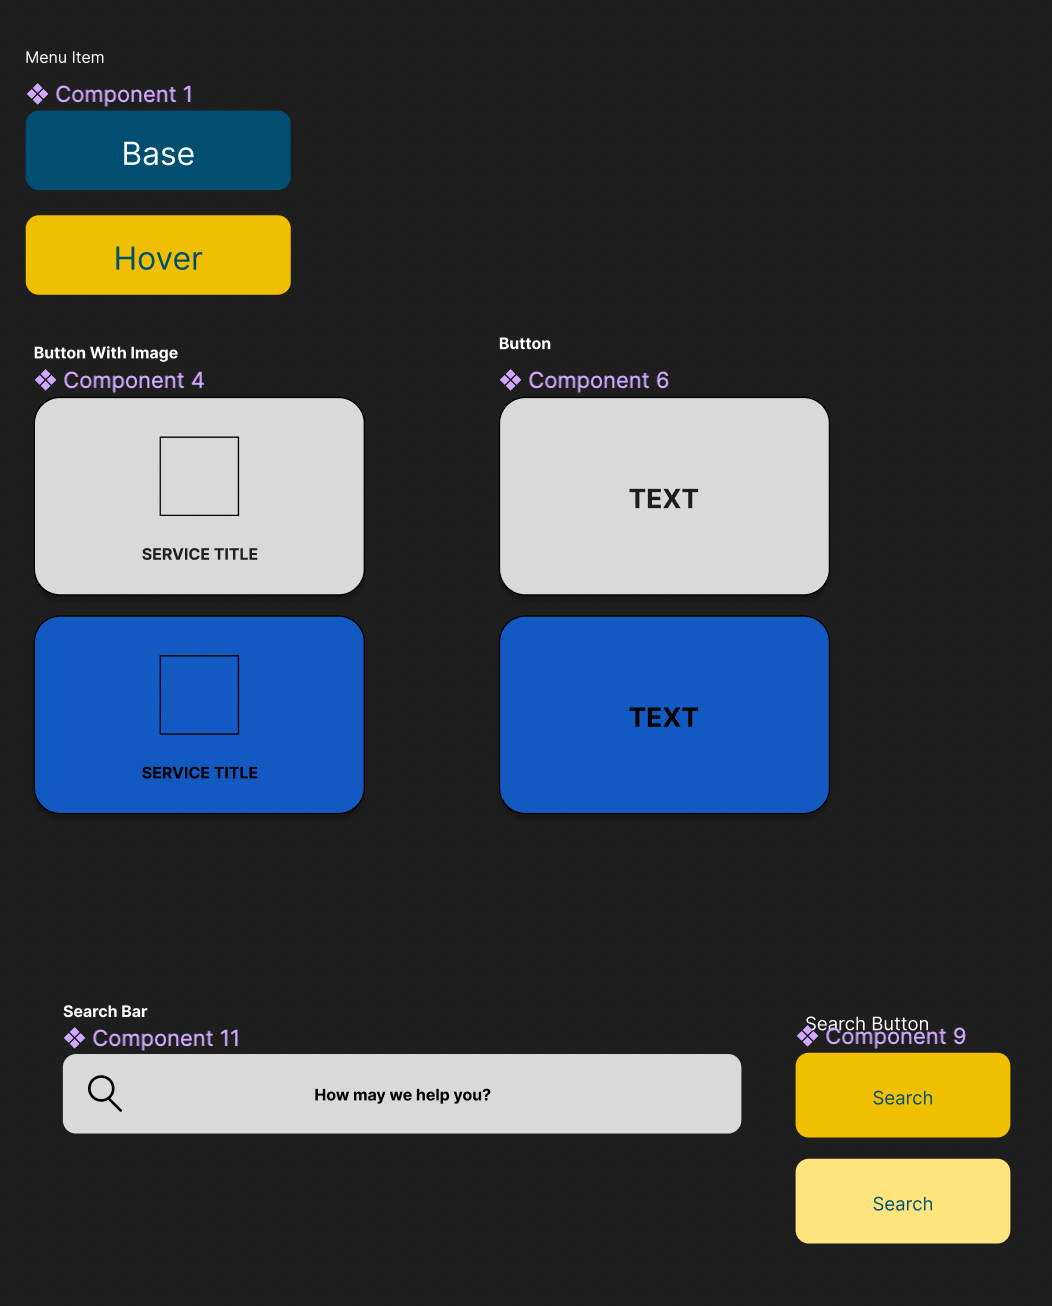 Menu Item
Component 1
Base
Hover
Button With Image
Component 4
SERVICE TITLE
SERVICE TITLE
Button
Component 6
TEXT
TEXT
Search Bar
Component 11
How may we help you?
Search Button
Component 9
Search
Search